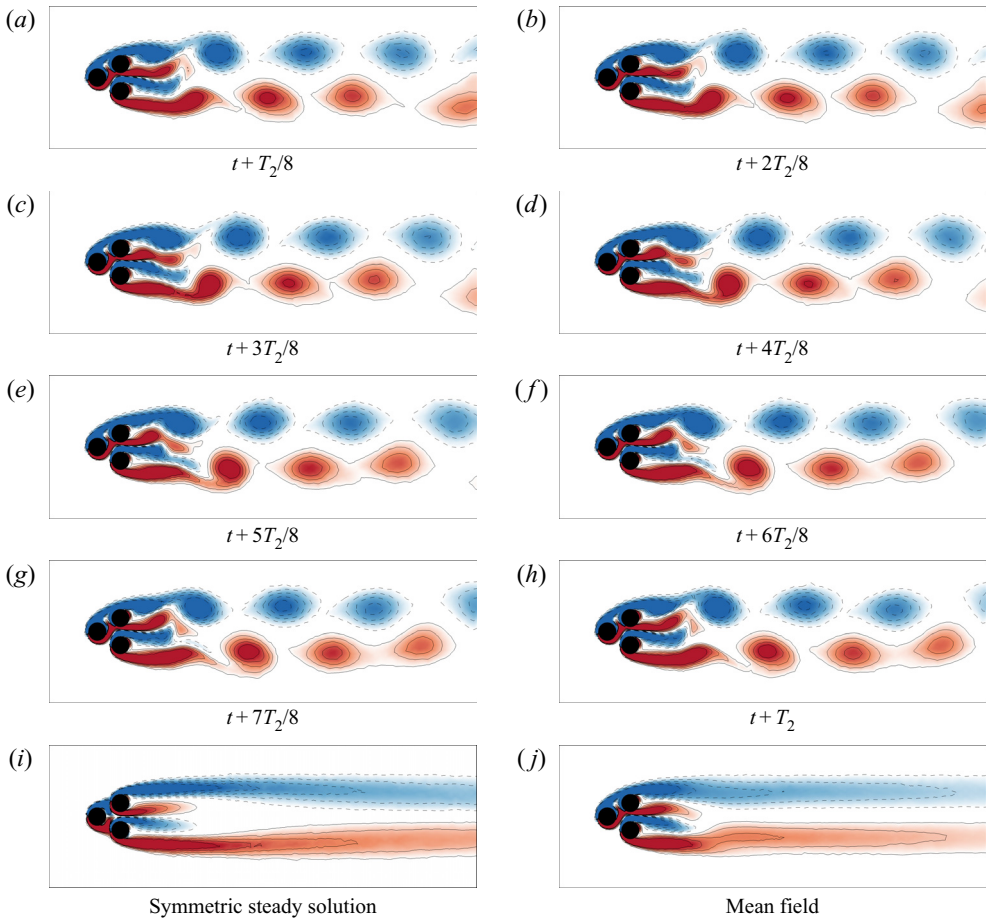 (a) (b)
t + T₂/8 t + 2T₂/8
(c) (d)
t + 3T₂/8 t + 4T₂/8
(e) (f)
t + 5T₂/8 t + 6T₂/8
(g) (h)
t + 7T₂/8 t + T₂
(i) (j)
Symmetric steady solution Mean field